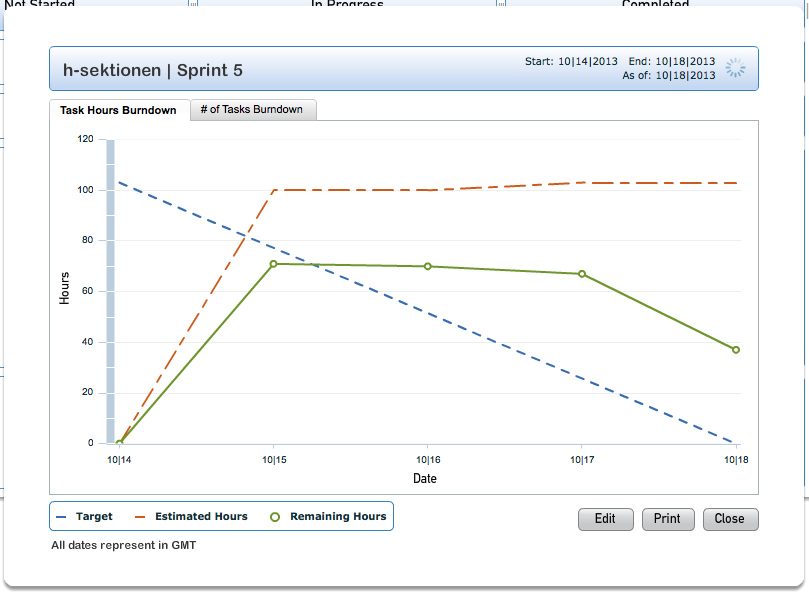 Not Started
In Progress
Completed
h-sektionen | Sprint 5
Start: 10|14|2013 End: 10|18|2013
As of: 10|18|2013
Task Hours Burndown
# of Tasks Burndown
120
100
80
60
40
20
0
Hours
10|14
10|15
10|16
10|17
10|18
Date
Target
Estimated Hours
Remaining Hours
Edit
Print
Close
All dates represent in GMT